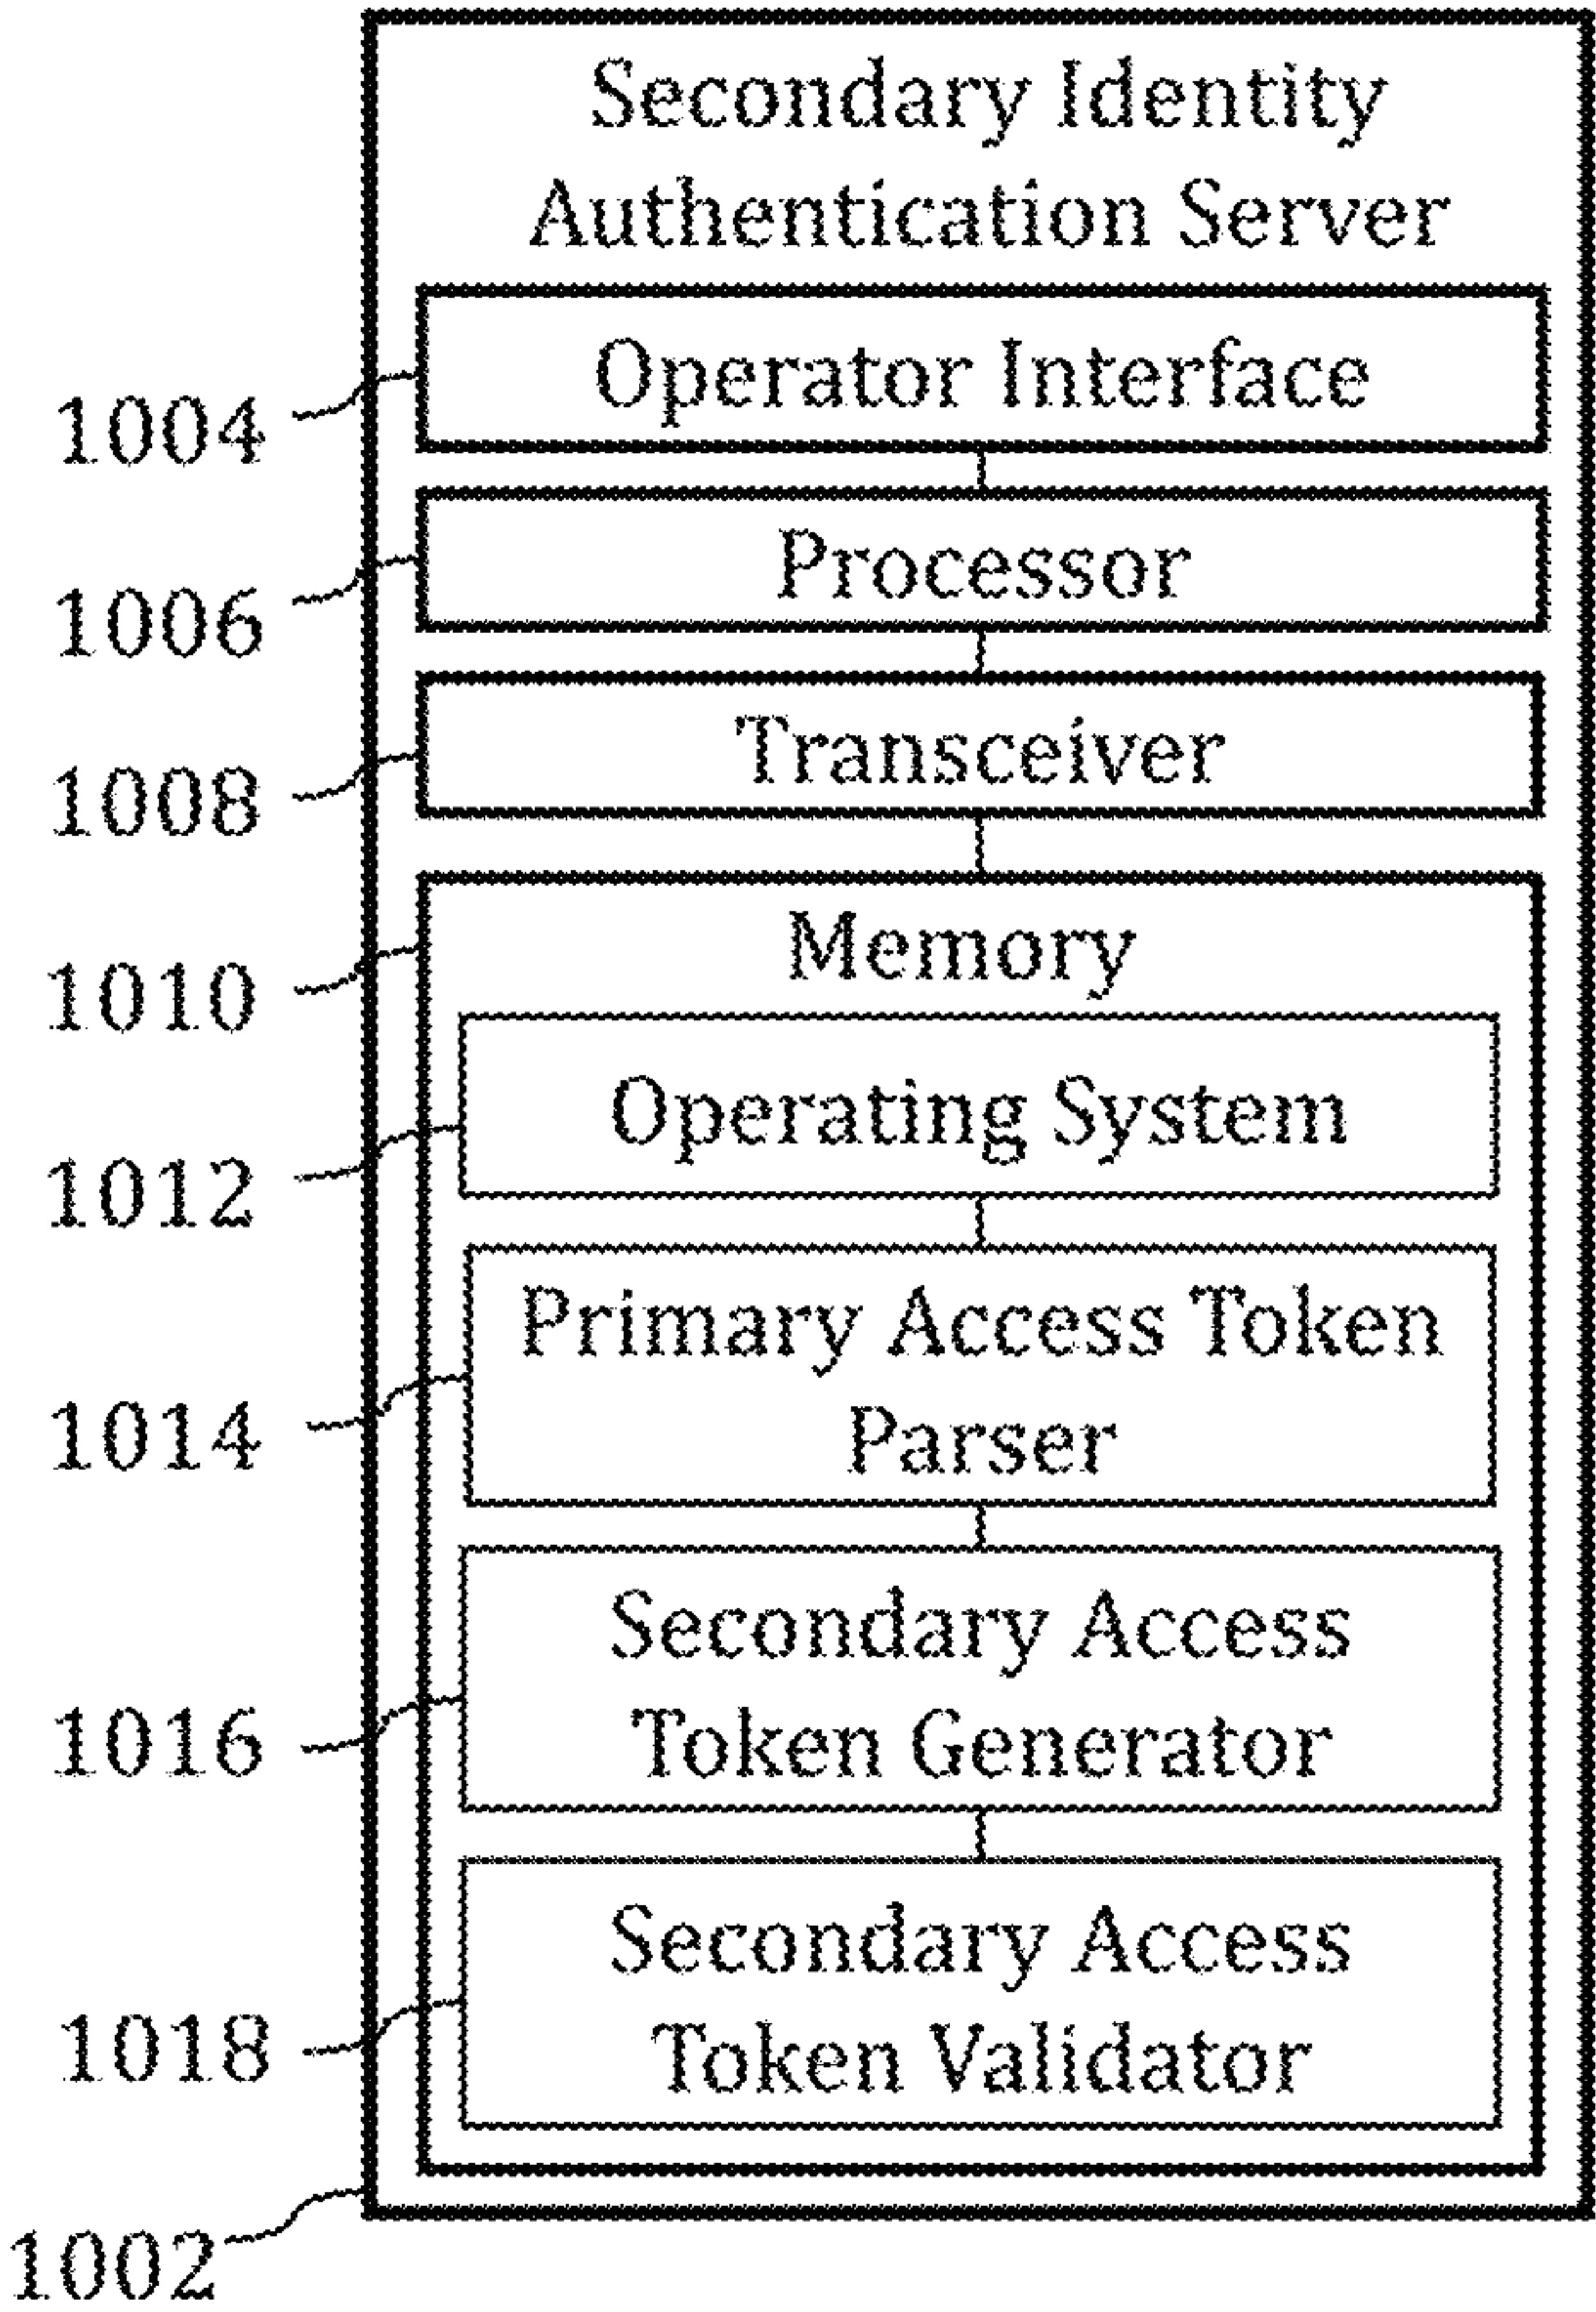 Secondary Identity
Authentication Server
Operator Interface
1004
Processor
1006
Transceiver
1008
Memory
1010
Operating System
1012
Primary Access Token
Parser
1014
Secondary Access
Token Generator
1016
Secondary Access
Token Validator
1018
1002